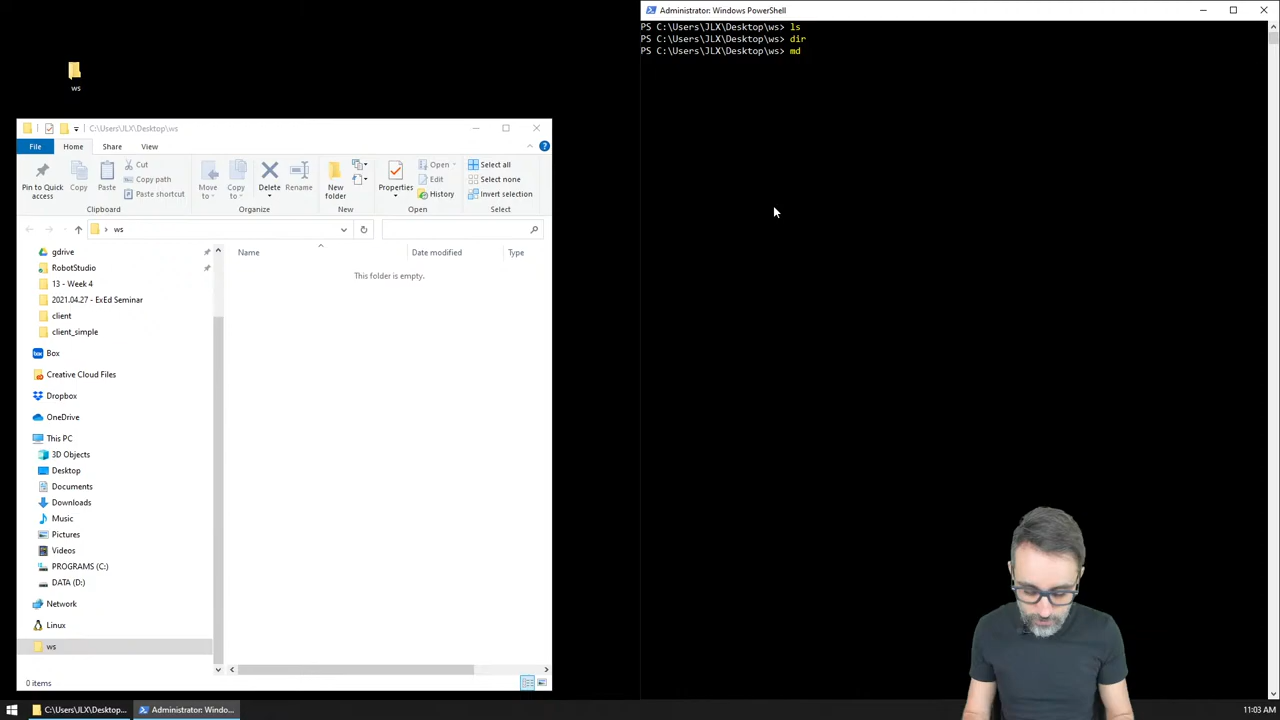 Administrator: Windows PowerShell
PS C:\Users\JLX\Desktop\ws> ls
PS C:\Users\JLX\Desktop\ws> dir
PS C:\Users\JLX\Desktop\ws> md
ws
C:\Users\JLX\Desktop\ws
File Home Share View
Pin to Quick access
Copy
Paste
Cut
Copy path
Paste shortcut
Clipboard
Move to
Copy to
Delete
Rename
Organize
New folder
New
Properties
Open
Edit
History
Open
Select all
Select none
Invert selection
Select
ws
Name Date modified Type
This folder is empty.
gdrive
RobotStudio
13 - Week 4
2021.04.27 - ExEd Seminar
client
client_simple
Box
Creative Cloud Files
Dropbox
OneDrive
This PC
3D Objects
Desktop
Documents
Downloads
Music
Pictures
Videos
PROGRAMS (C:)
DATA (D:)
Network
Linux
ws
0 items
C:\Users\JLX\Desktop...
Administrator: Windo...
11:03 AM